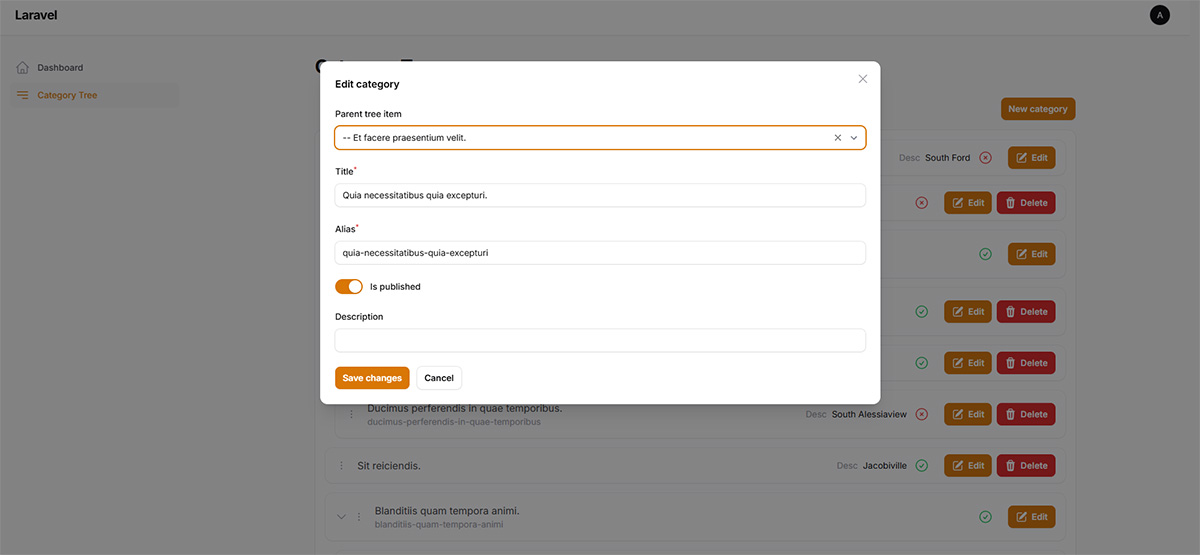 Laravel
A
Dashboard
Category Tree
New category
Edit category
Parent tree item
-- Et facere praesentium velit.
Title*
Quia necessitatibus quia excepturi.
Alias*
quia-necessitatibus-quia-excepturi
Is published
Description
Save changes
Cancel
Desc South Ford
Edit
Edit
Delete
Edit
Edit
Delete
Edit
Delete
Ducimus perferendis in quae temporibus.
ducimus-perferendis-in-quae-temporibus
Desc South Alessiaview
Edit
Delete
Sit reiciendis.
Desc Jacobiville
Edit
Delete
Blanditiis quam tempora animi.
blanditiis-quam-tempora-animi
Edit